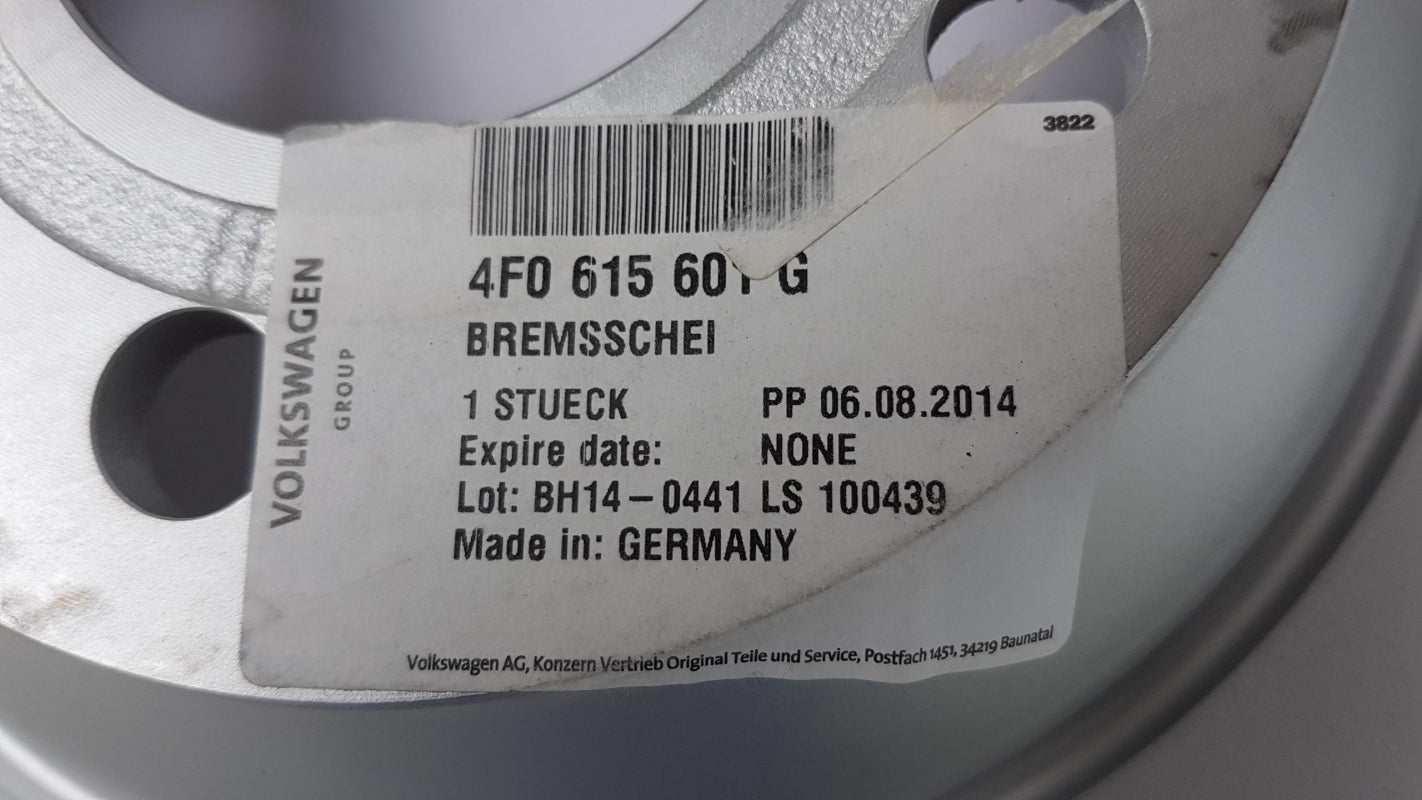 3822
4F0 615 601 G
BREMSSCHEI
1 STUECK PP 06.08.2014
Expire date: NONE
Lot: BH14-0441 LS 100439
Made in: GERMANY
VOLKSWAGEN
GROUP
Volkswagen AG, Konzern Vertrieb Original Teile und Service, Postfach 1451, 34219 Baunatal